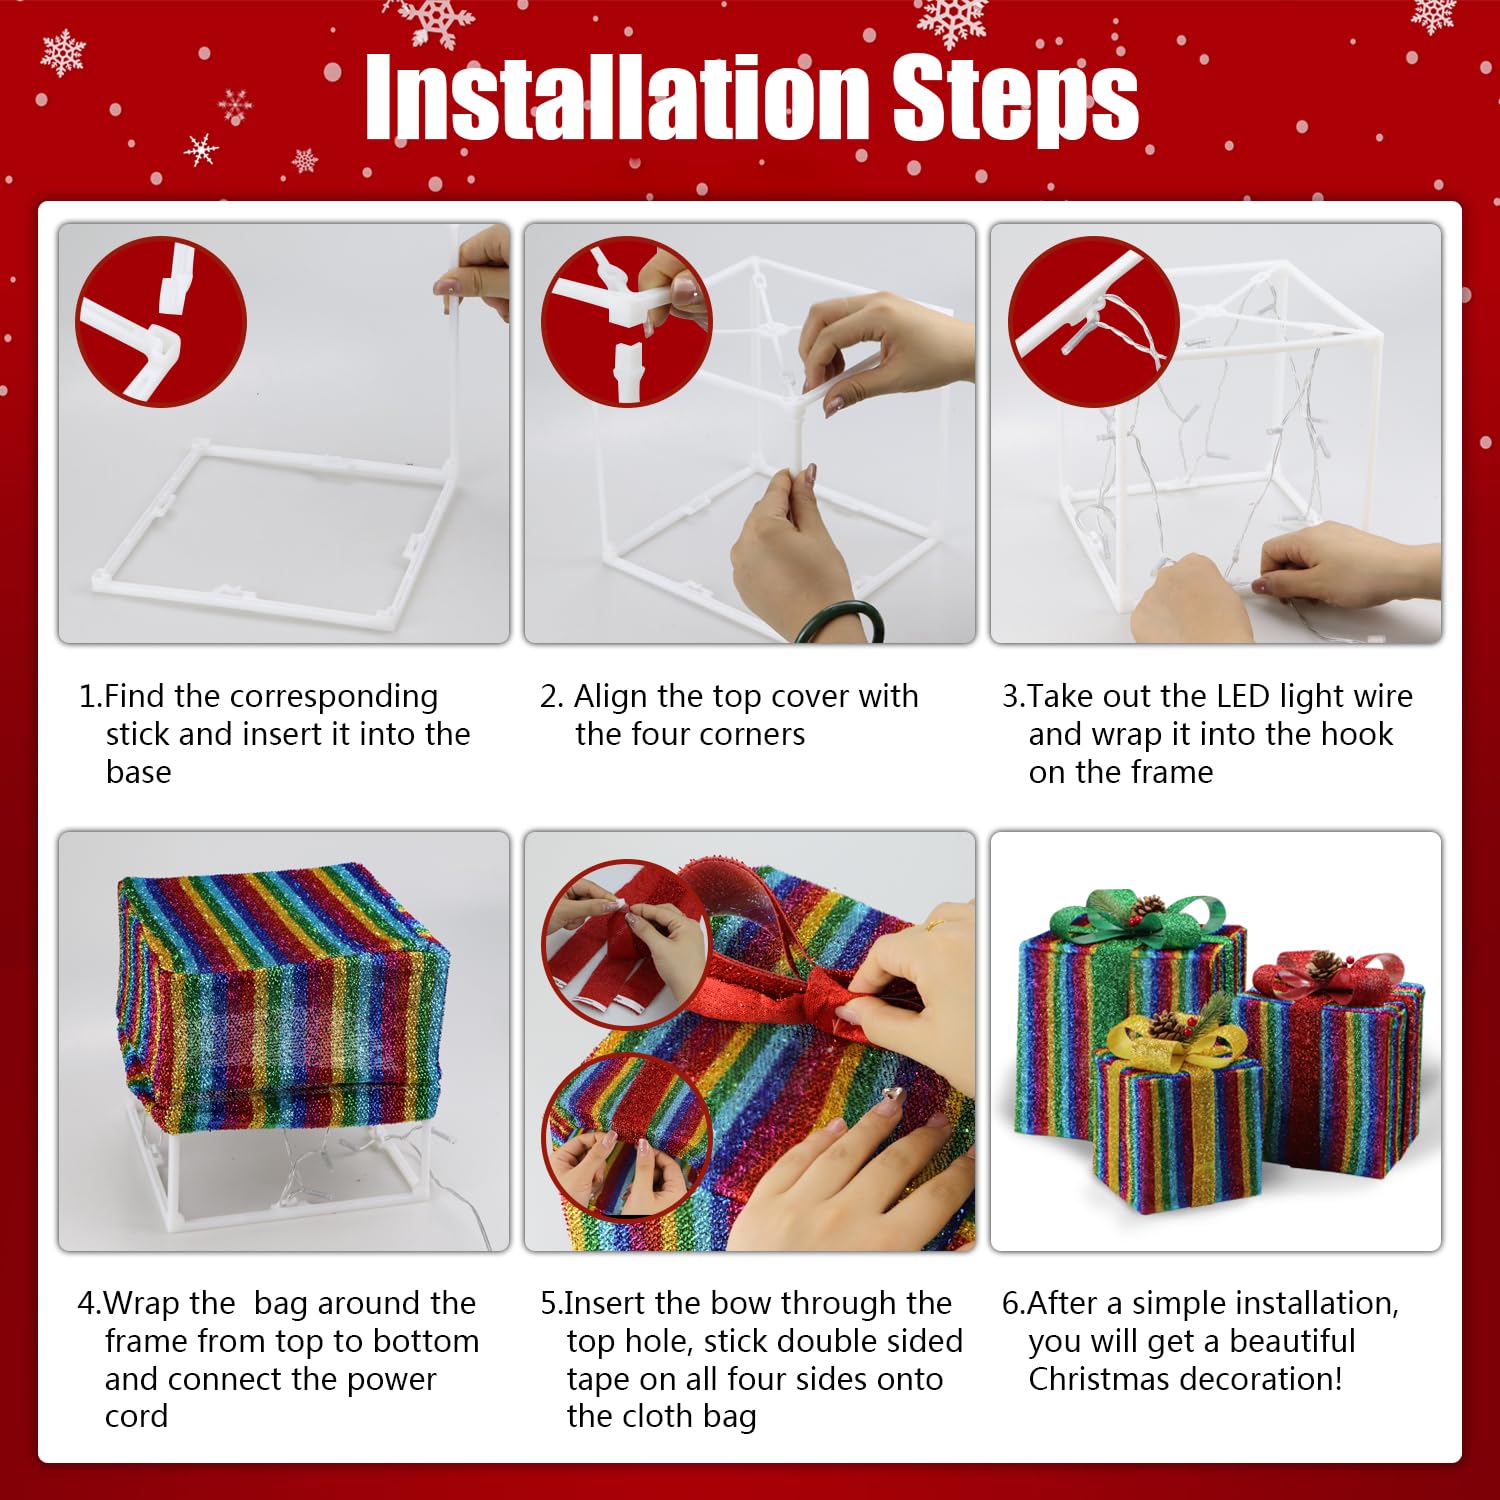 Installation Steps
1.Find the corresponding
stick and insert it into the
base
2. Align the top cover with
the four corners
3.Take out the LED light wire
and wrap it into the hook
on the frame
4.Wrap the  bag around the
frame from top to bottom
and connect the power
cord
5.Insert the bow through the
top hole, stick double sided
tape on all four sides onto
the cloth bag
6.After a simple installation,
you will get a beautiful
Christmas decoration!